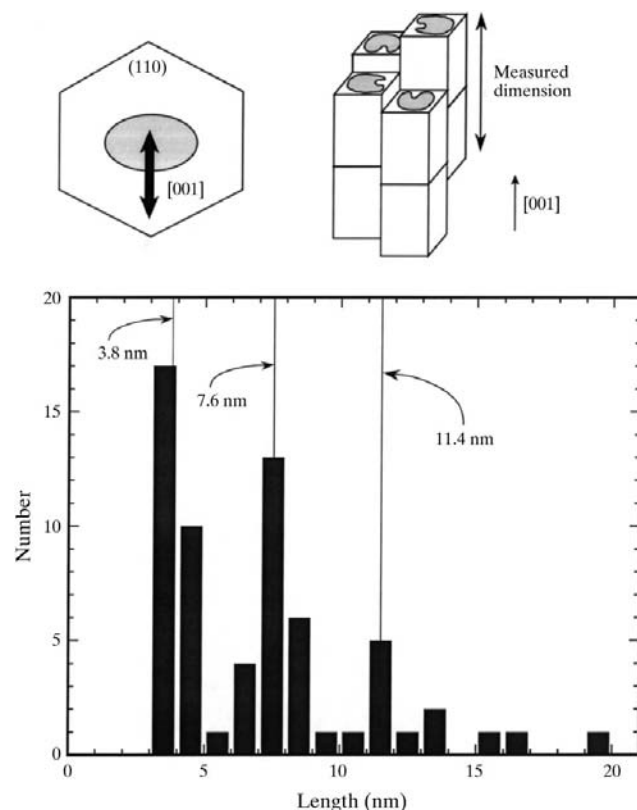 (110)
[001]
Measured
dimension
[001]
20
15
10
5
0
Number
3.8 nm
7.6 nm
11.4 nm
0
5
10
15
20
Length (nm)